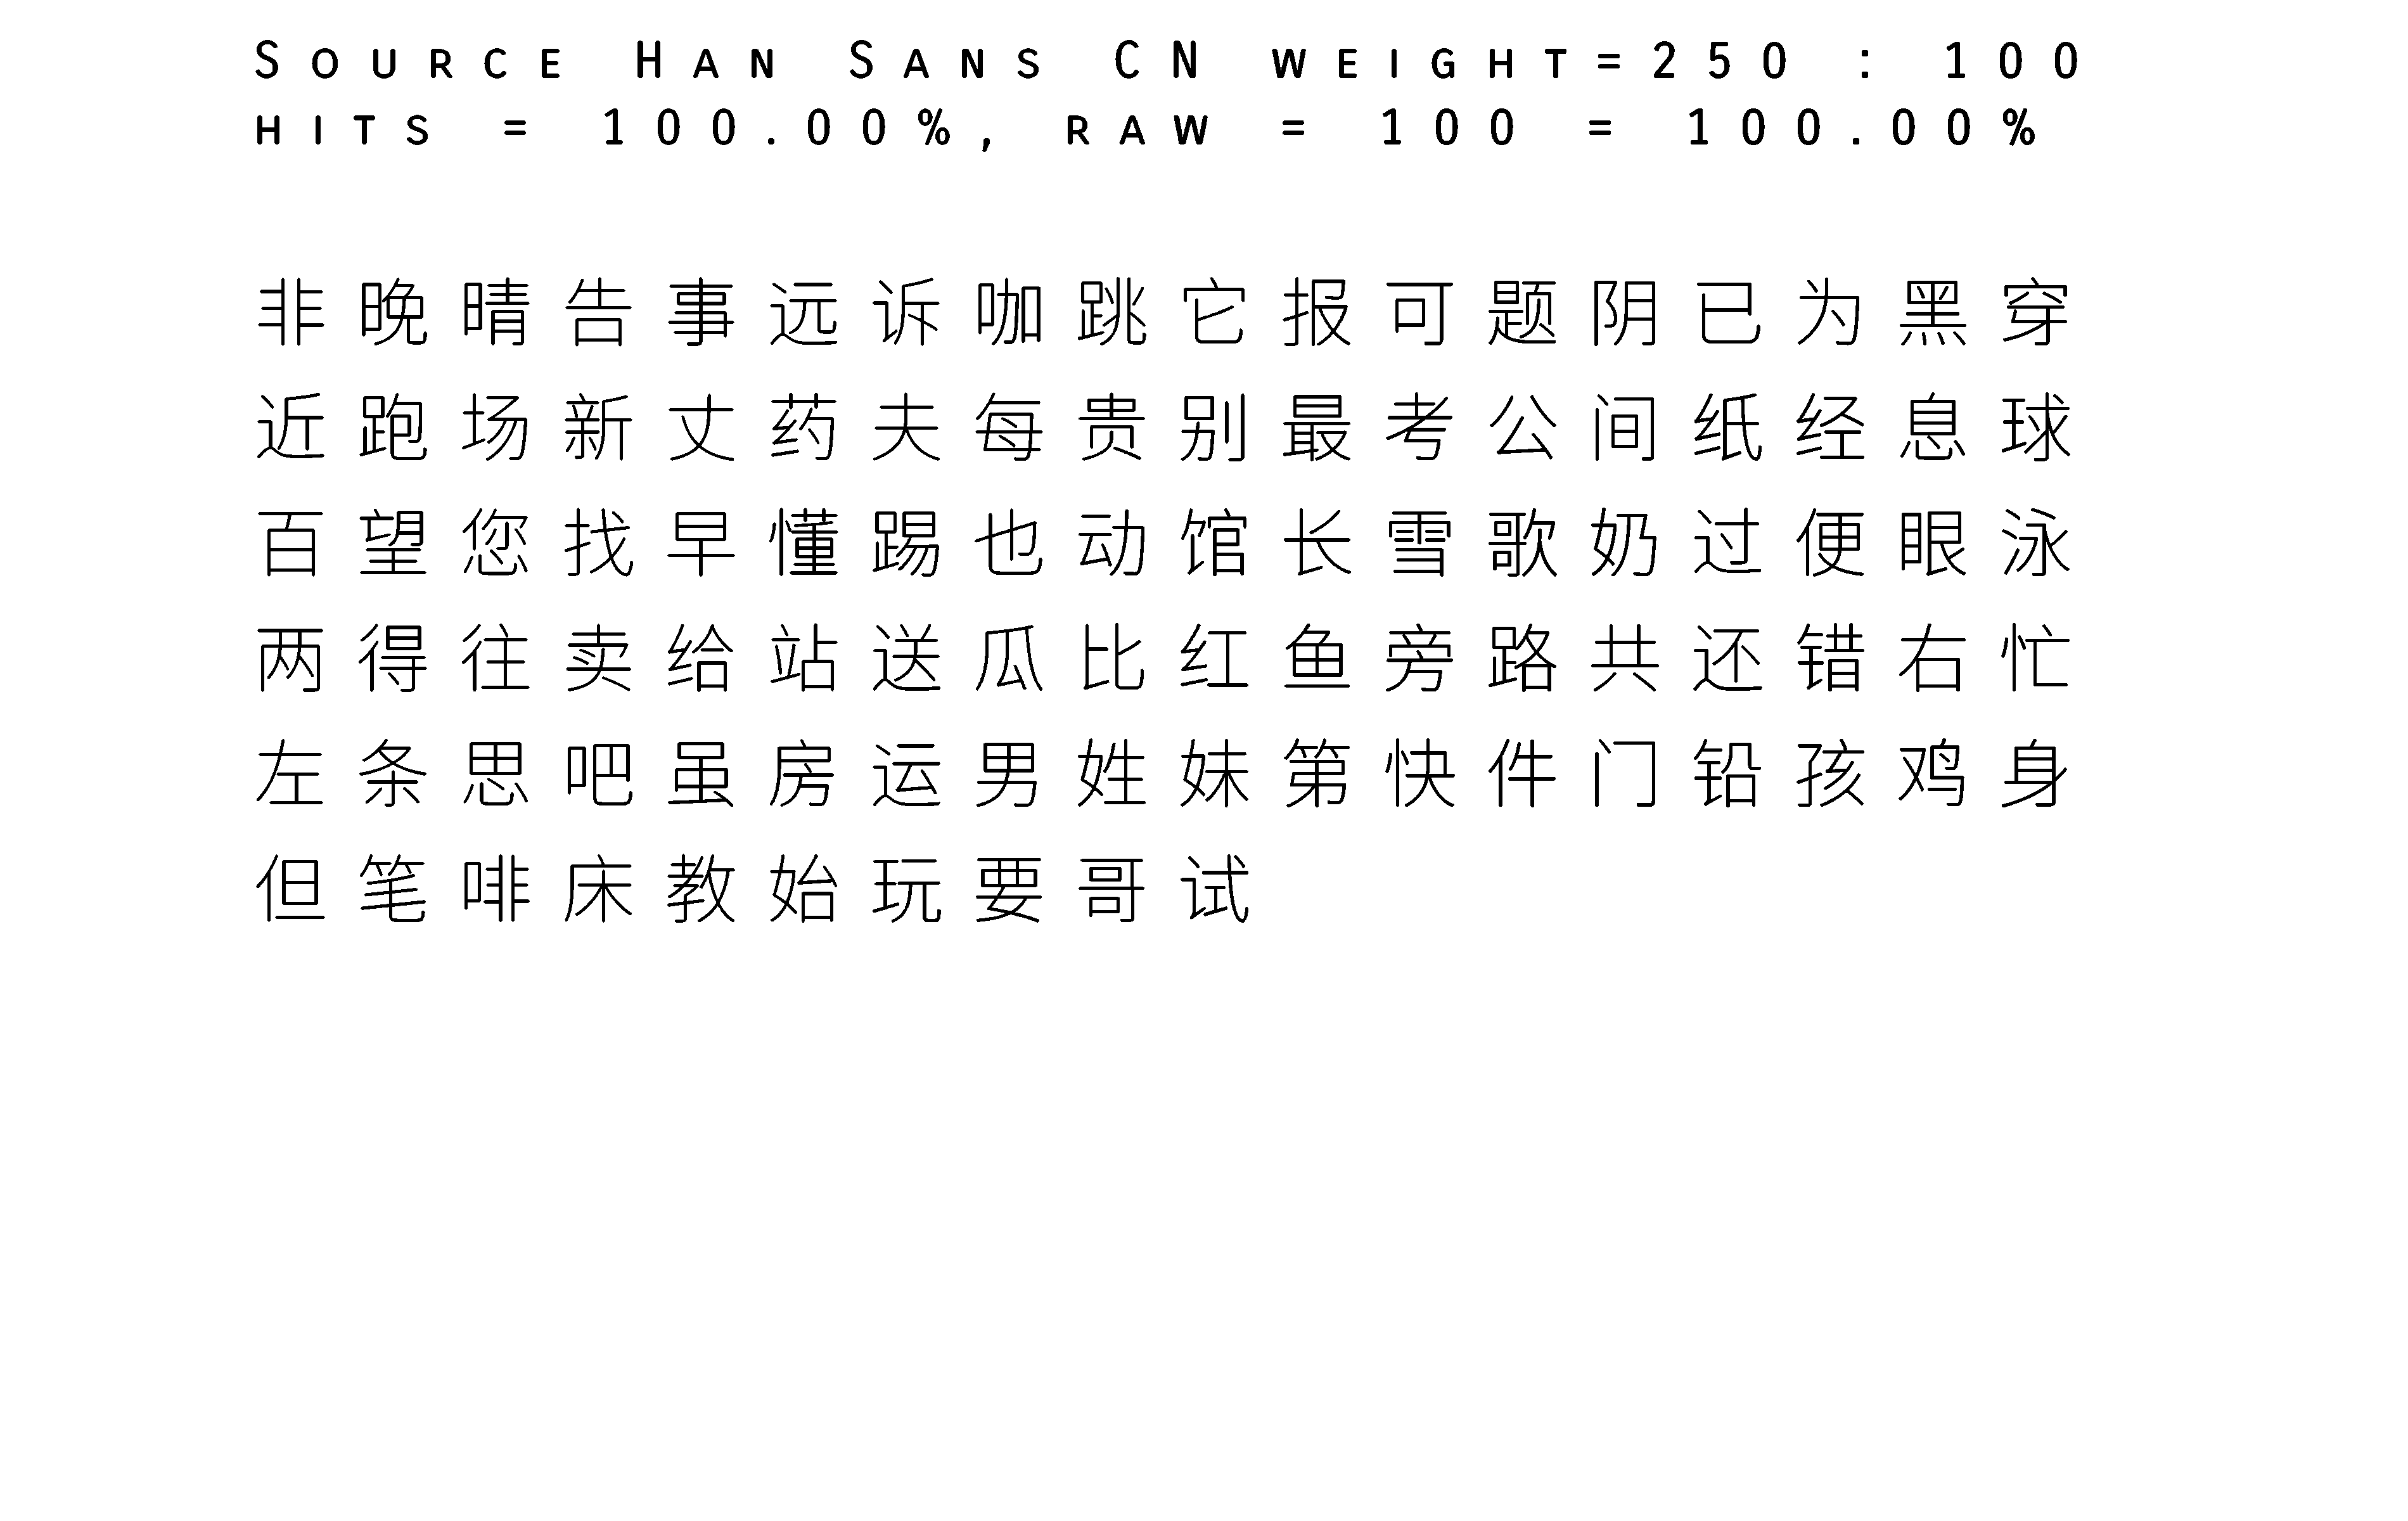 Source Han Sans CN weight=250 : 100
hits = 100.00%, raw = 100 = 100.00%
非晚晴告事远诉咖跳它报可题阴已为黑穿
近跑场新丈药夫每贵别最考公间纸经息球
百望您找早懂踢也动馆长雪歌奶过便眼泳
两得往卖给站送瓜比红鱼旁路共还错右忙
左条思吧虽房运男姓妹第快件门铅孩鸡身
但笔啡床教始玩要哥试